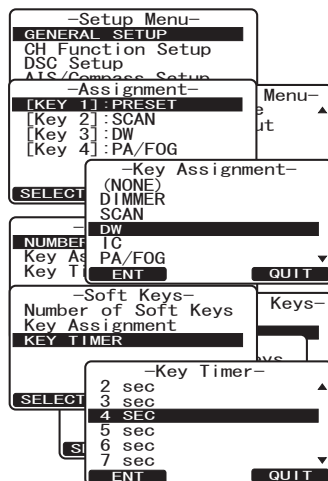 –Setup Menu–
GENERAL SETUP
CH Function Setup
DSC Setup
AIS/Compass Setup
Menu–
–Assignment–
[KEY 1]:PRESET
[Key 2]:SCAN
[Key 3]:DW
[Key 4]:PA/FOG
SELECT
–Key Assignment–
(NONE)
DIMMER
SCAN
DW
IC
PA/FOG
ENT
QUIT
NUMBER
Key
Key
–Soft Keys–
Number of Soft Keys
Key Assignment
KEY TIMER
SELECT
Keys–
–Key Timer–
2 sec
3 sec
4 SEC
5 sec
6 sec
7 sec
ENT
QUIT